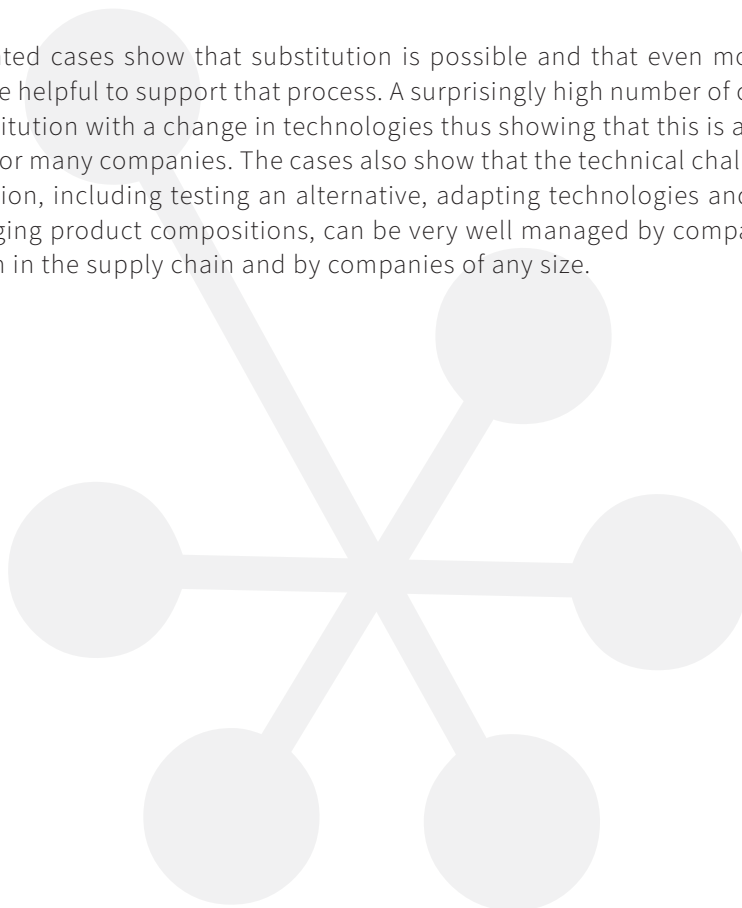 ted cases show that substitution is possible and that even mo
e helpful to support that process. A surprisingly high number of c
itution with a change in technologies thus showing that this is a
or many companies. The cases also show that the technical chal
ion, including testing an alternative, adapting technologies and
ging product compositions, can be very well managed by compa
n in the supply chain and by companies of any size.